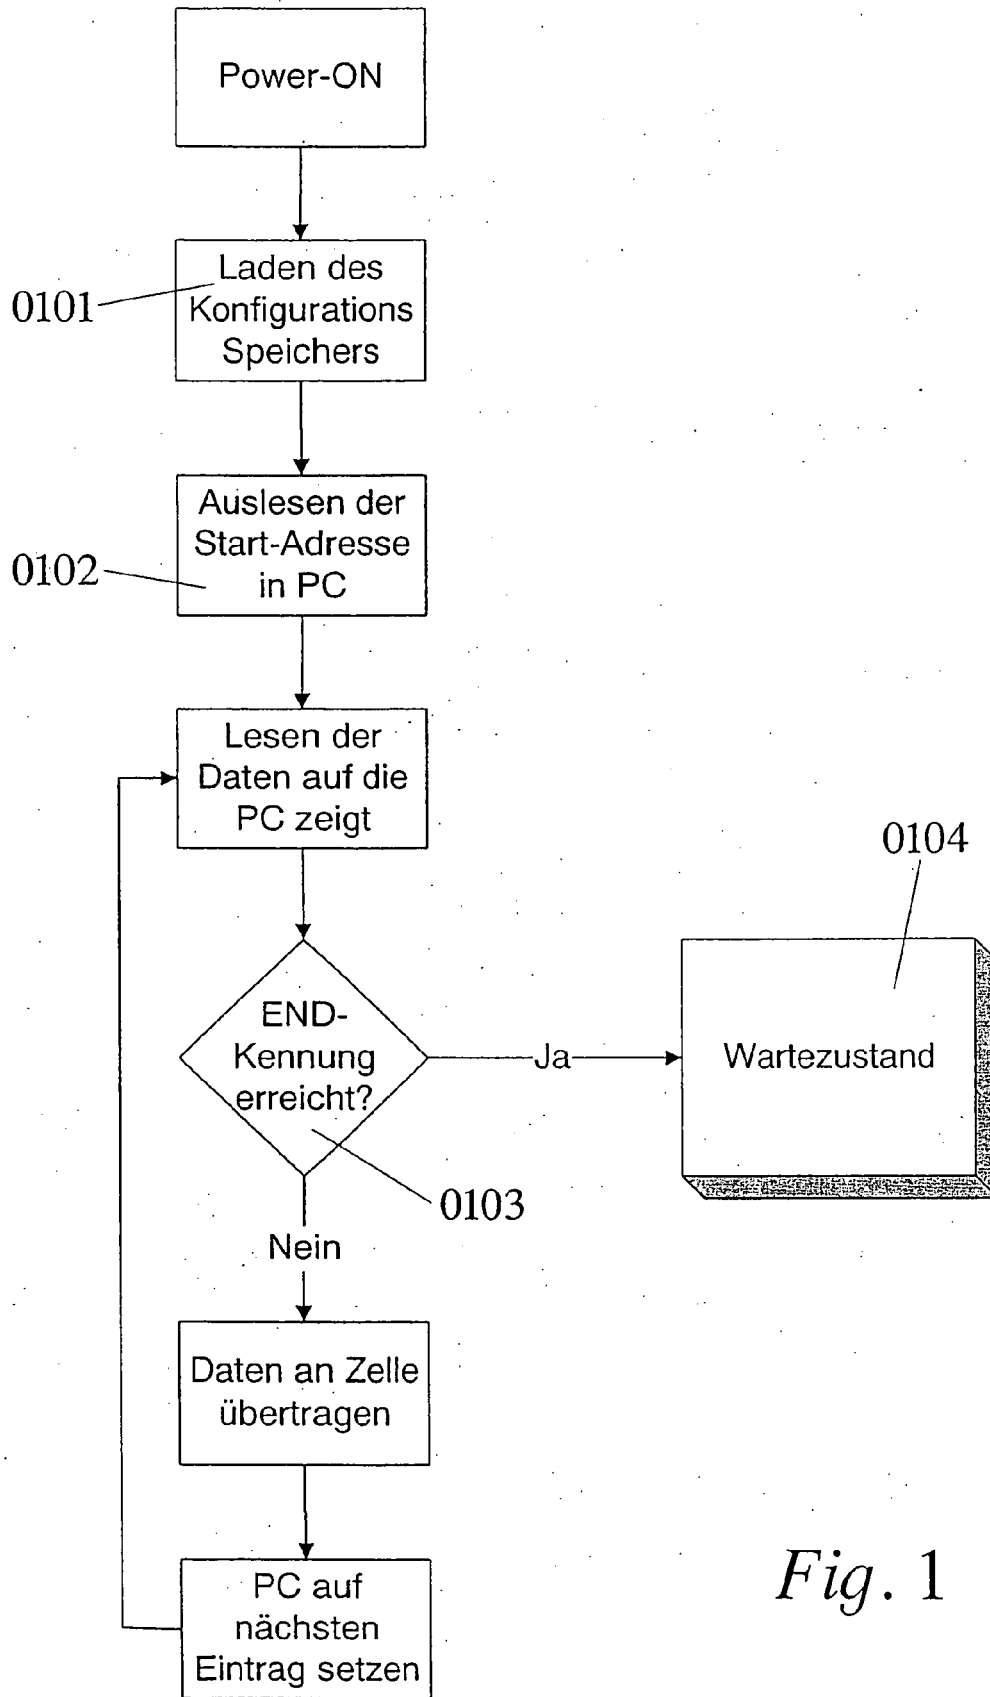 Power-ON
0101
Laden des
Konfigurations
Speichers
0102
Auslesen der
Start-Adresse
in PC
Lesen der
Daten auf die
PC zeigt
0104
END-
Kennung
erreicht?
Ja
Wartezustand
0103
Nein
Daten an Zelle
übertragen
PC auf
nächsten
Eintrag setzen
Fig. 1